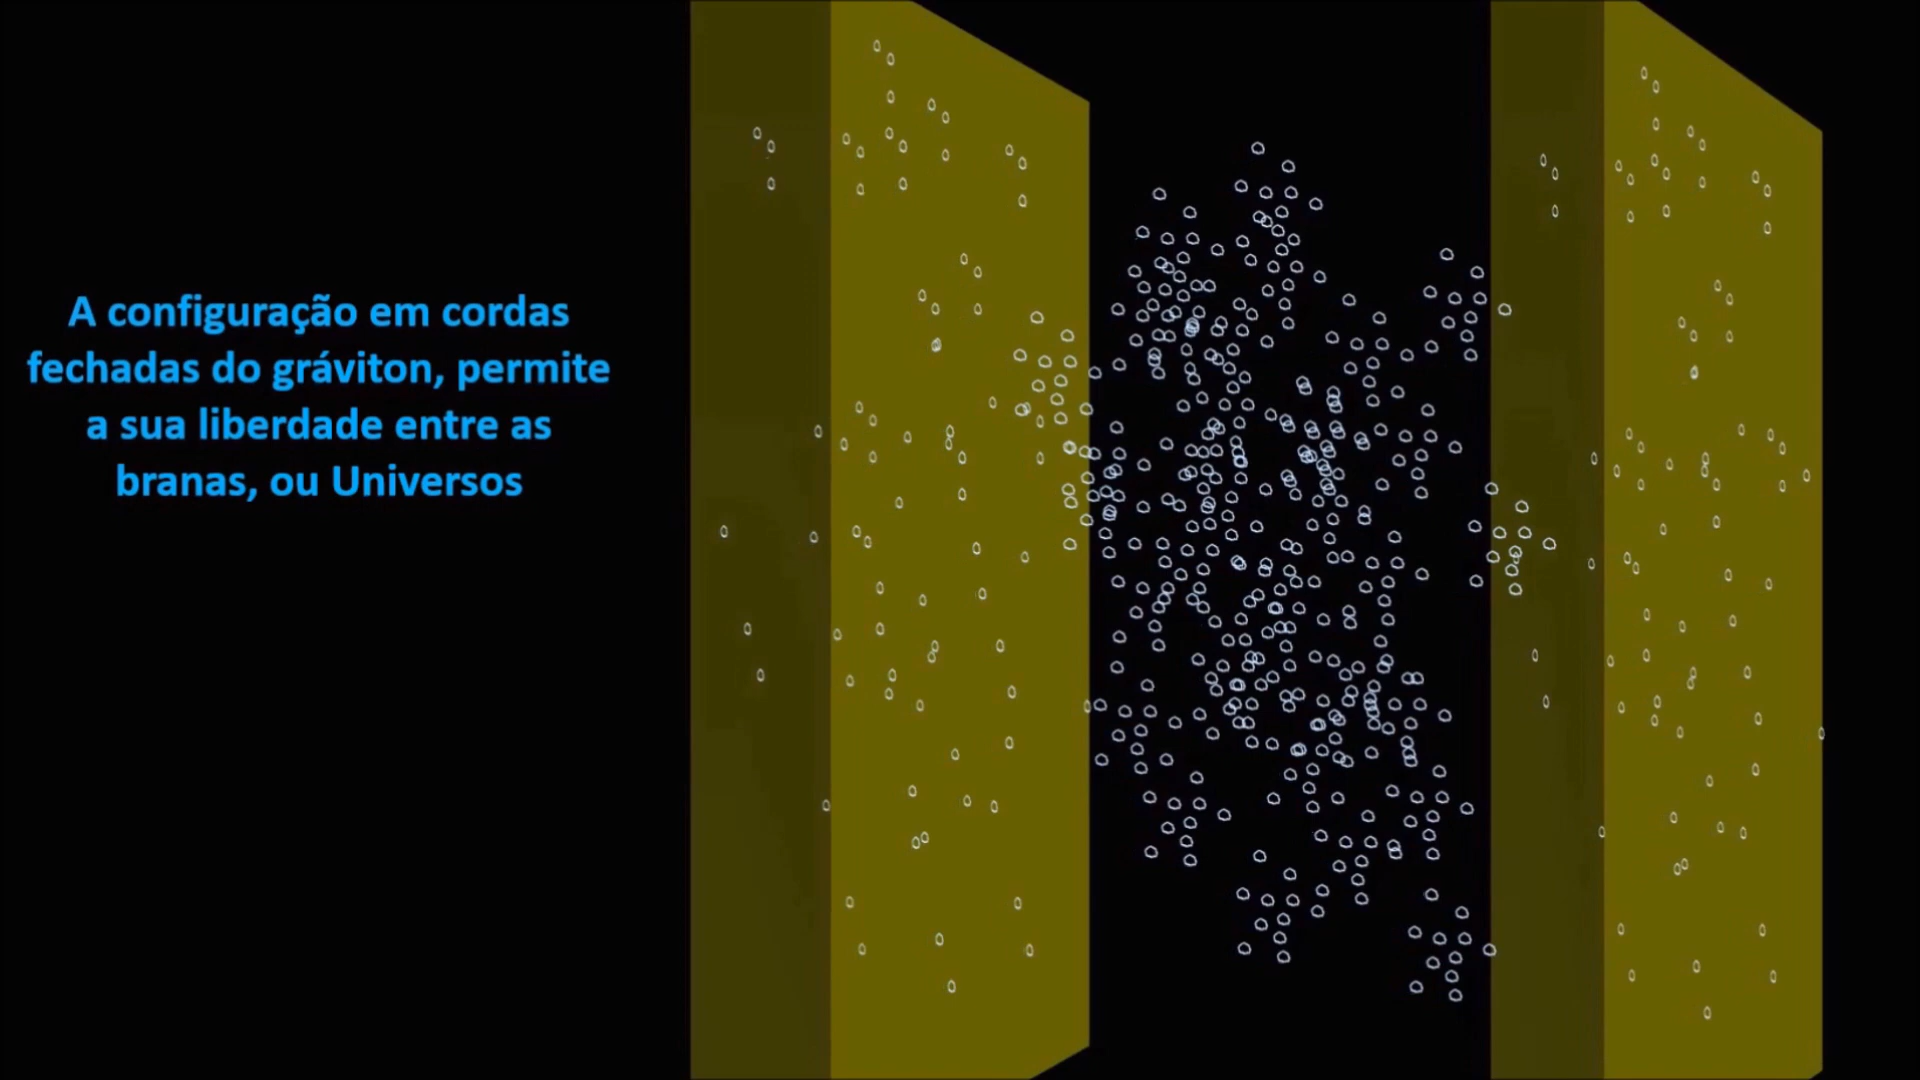 A configuração em cordas
fechadas do gráviton, permite
a sua liberdade entre as
branas, ou Universos